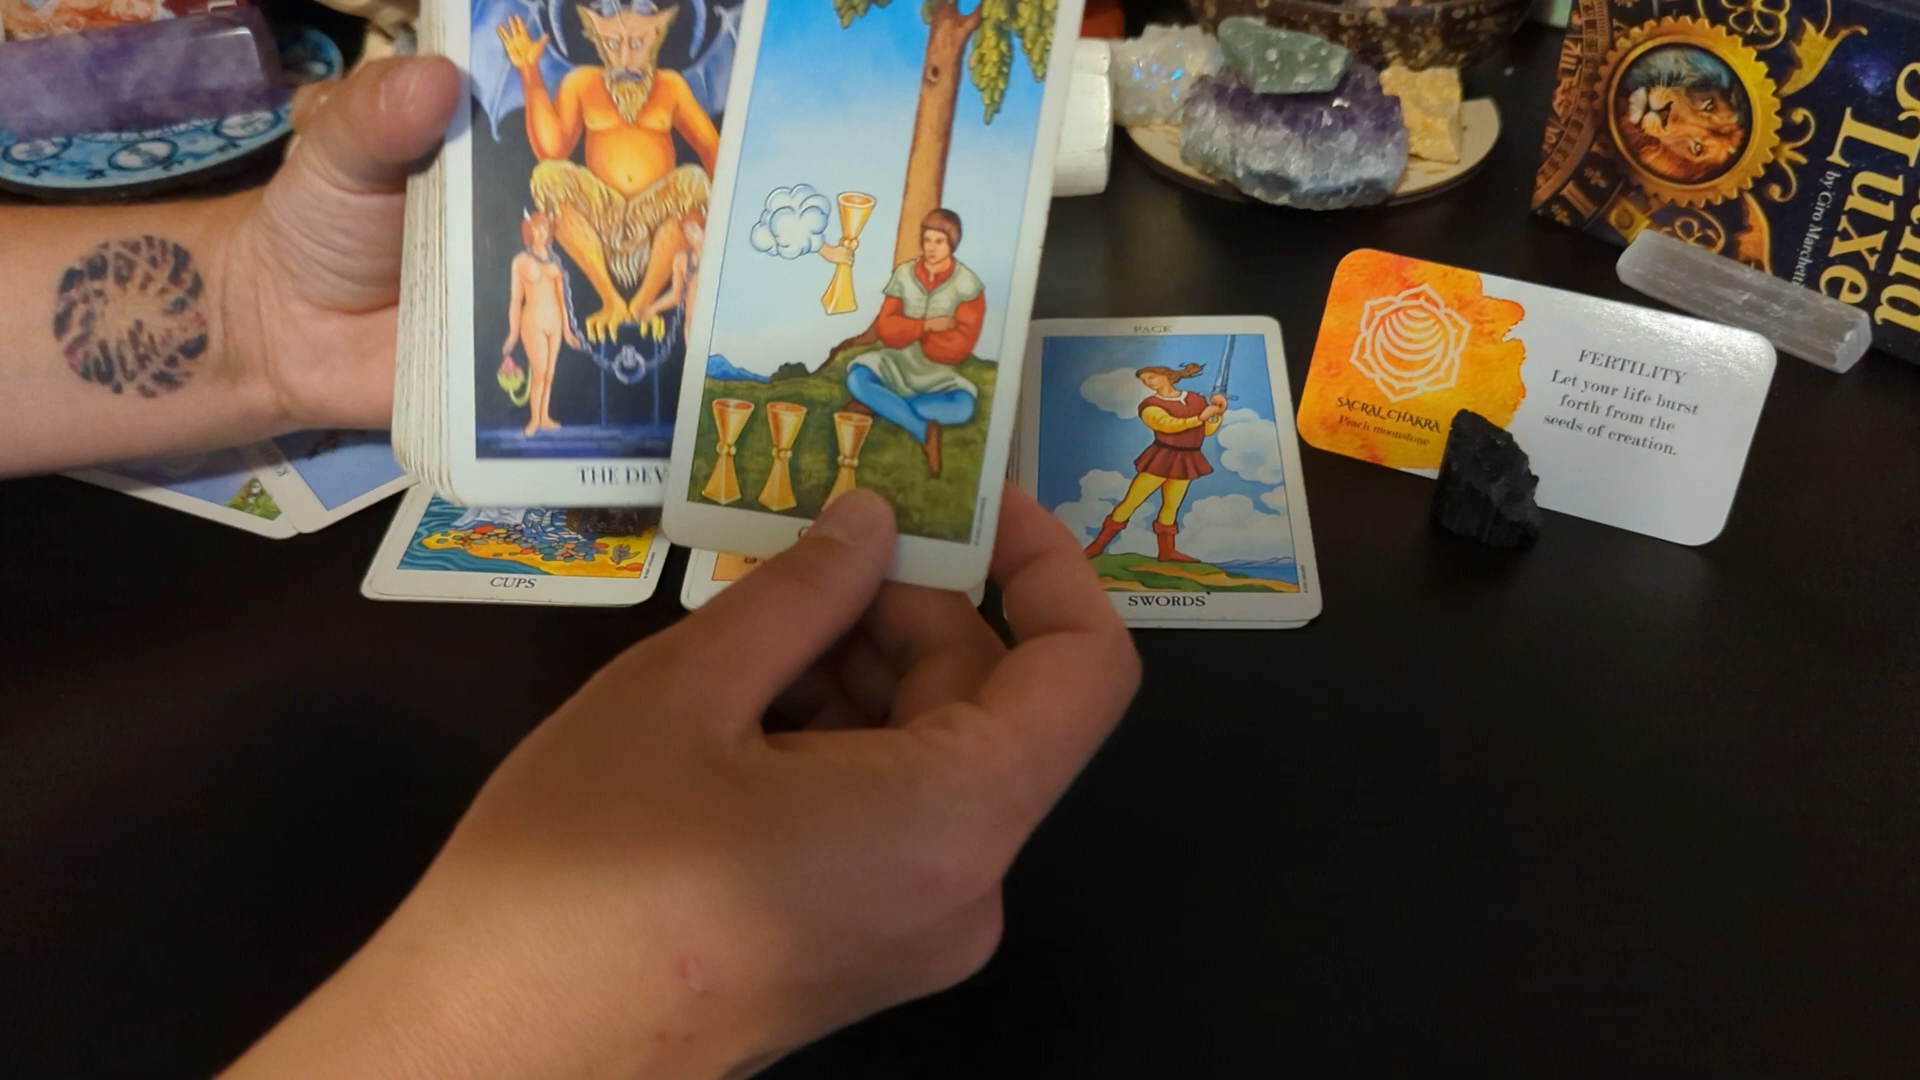 THE DEV
PAGE
SWORDS
CUPS
SACRAL CHAKRA
Peach moonstone
FERTILITY
Let your life burst
forth from the
seeds of creation.
Luxe
by Ciro Marchetti